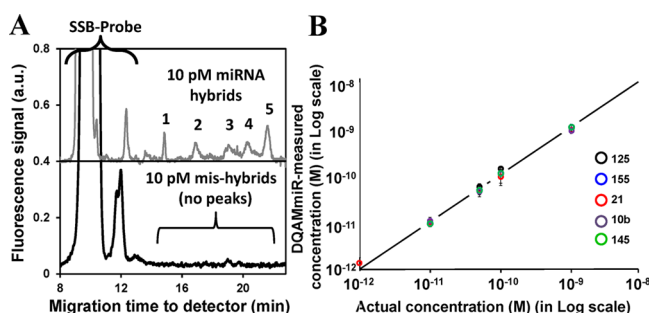 A
SSB-Probe
0.8
0.6
0.4
0.2
0
Fluorescence signal (a.u.)
10 pM miRNA
hybrids
1
2
3
4
5
10 pM mis-hybrids
(no peaks)
8
12
16
20
Migration time to detector (min)
B
DQAMmiR-measured
concentration (M) (in Log scale)
10-8
10-9
10-10
10-11
10-12
125
155
21
10b
145
10-12
10-11
10-10
10-9
10-8
Actual concentration (M) (in Log scale)